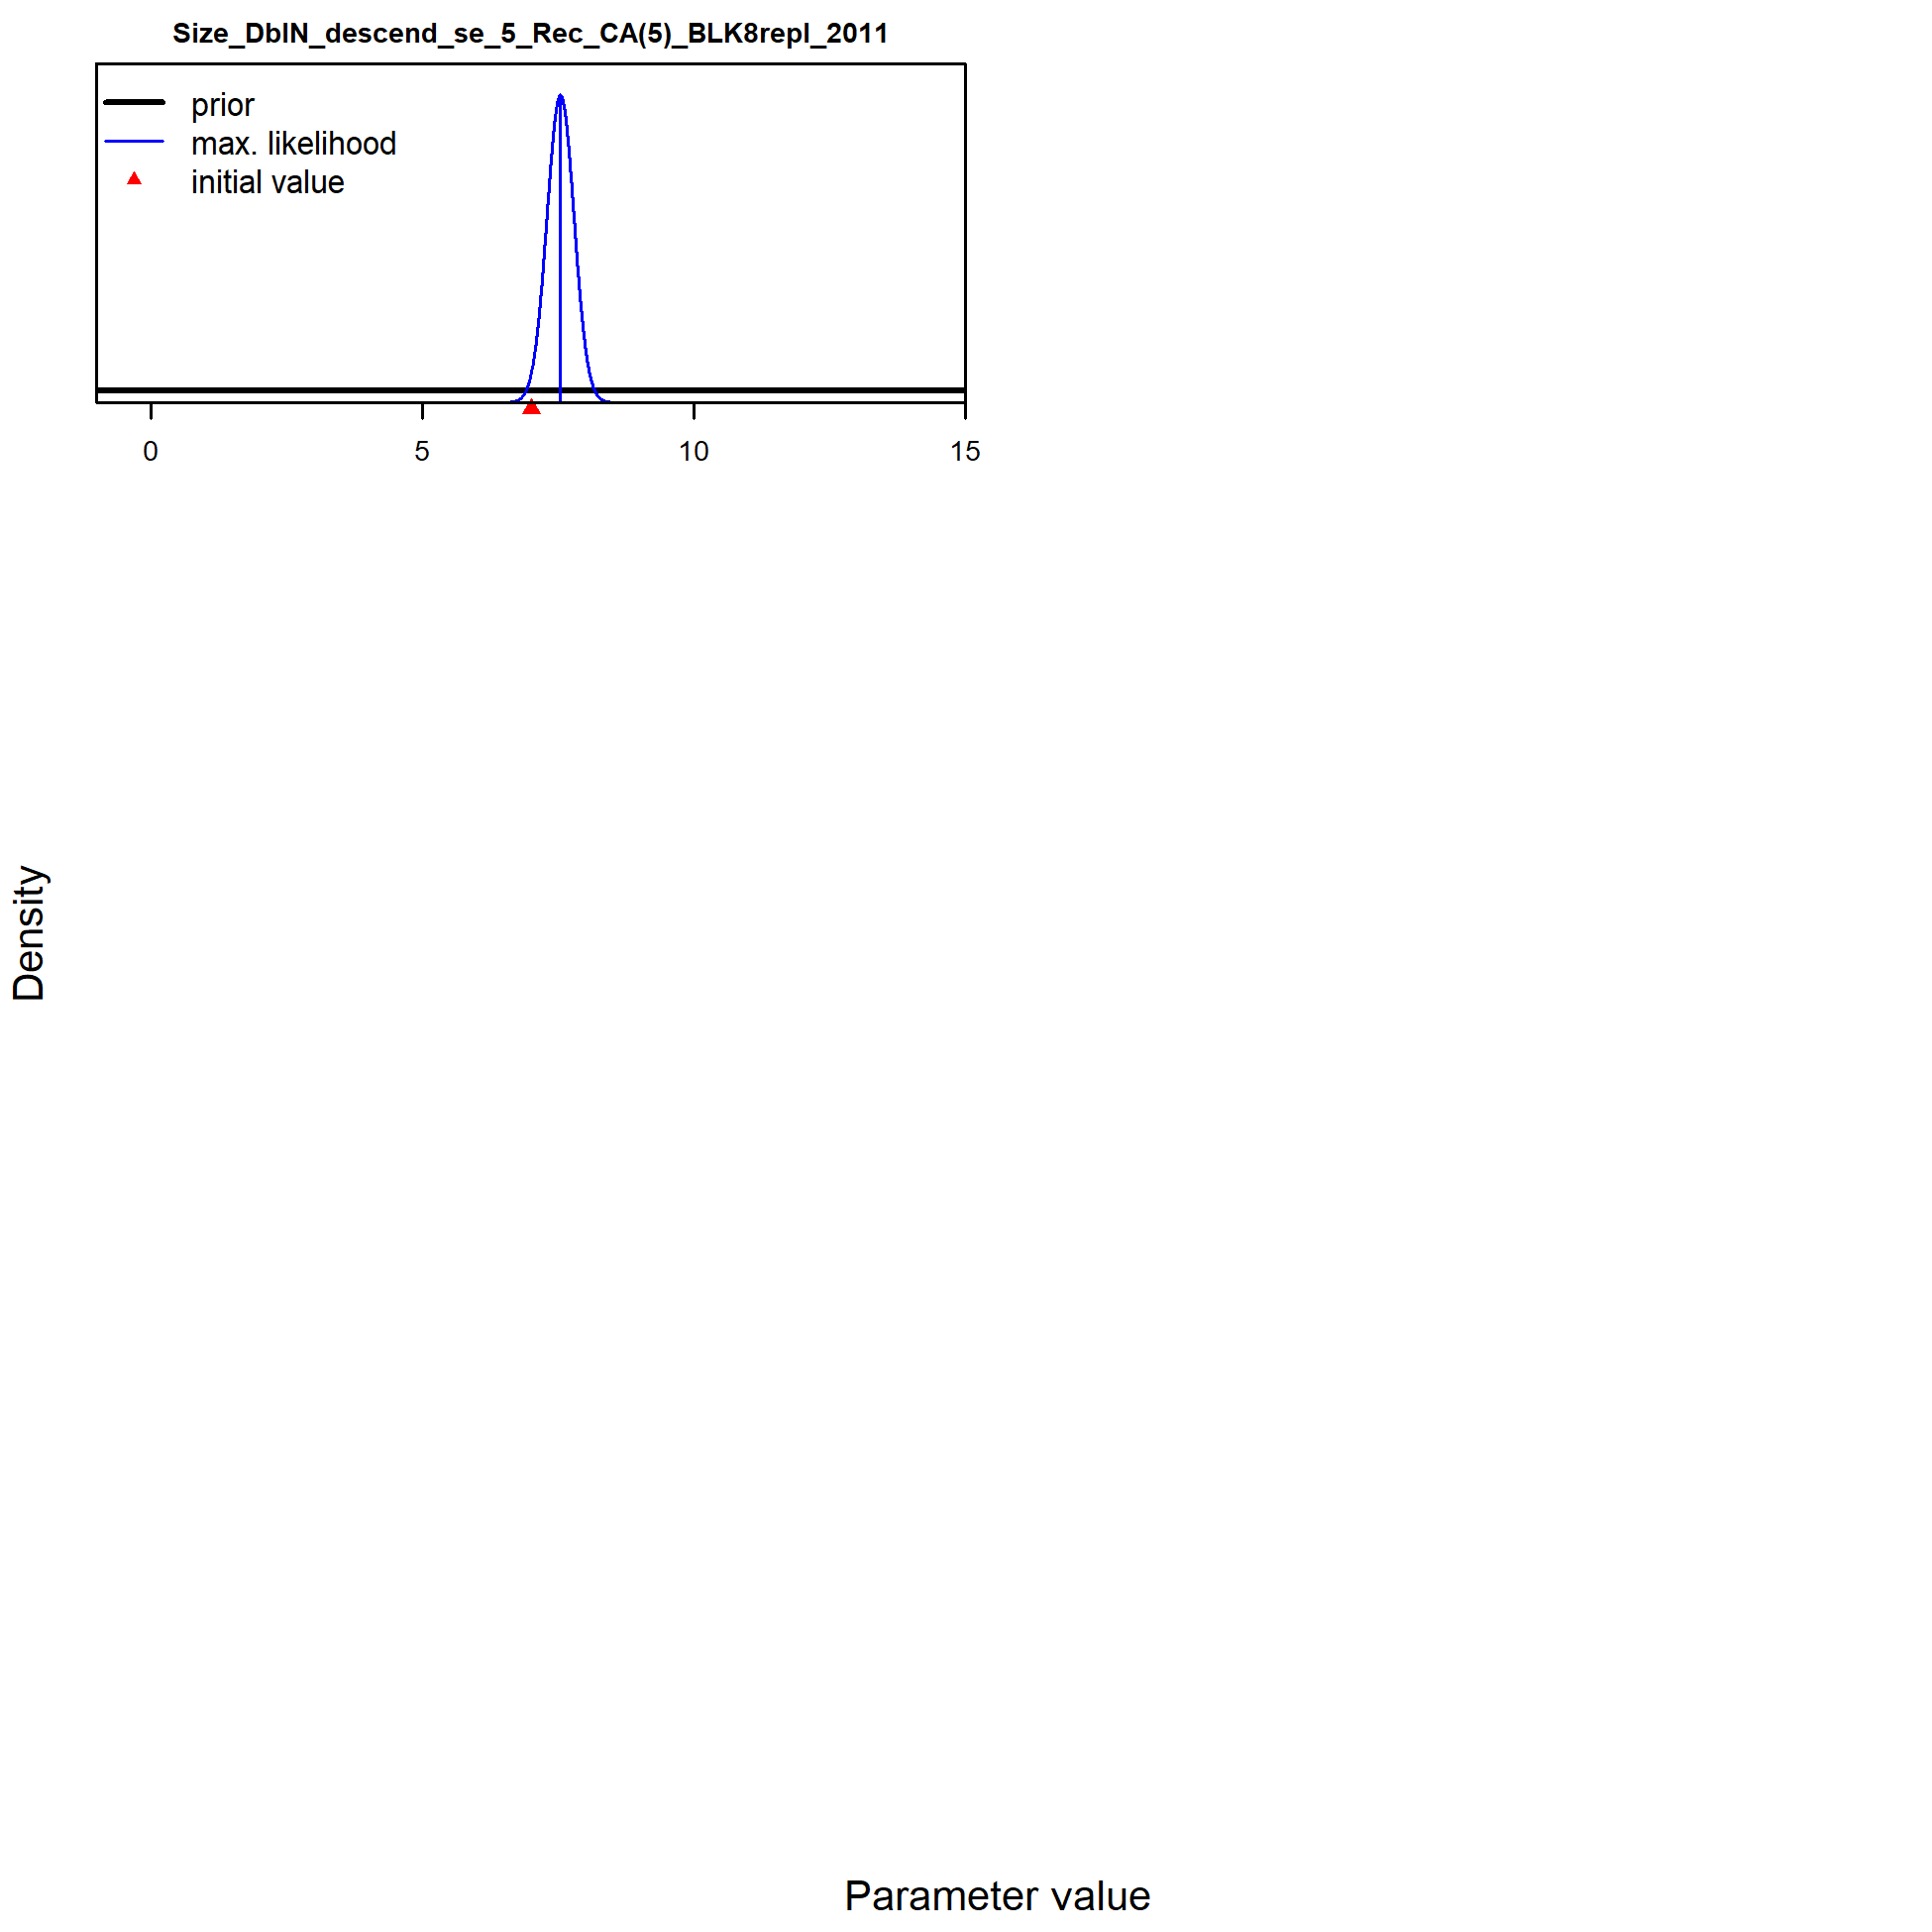 Size_DblN_descend_se_5_Rec_CA(5)_BLK8repl_2011
prior
max. likelihood
initial value
0 5 10 15
Density
Parameter value